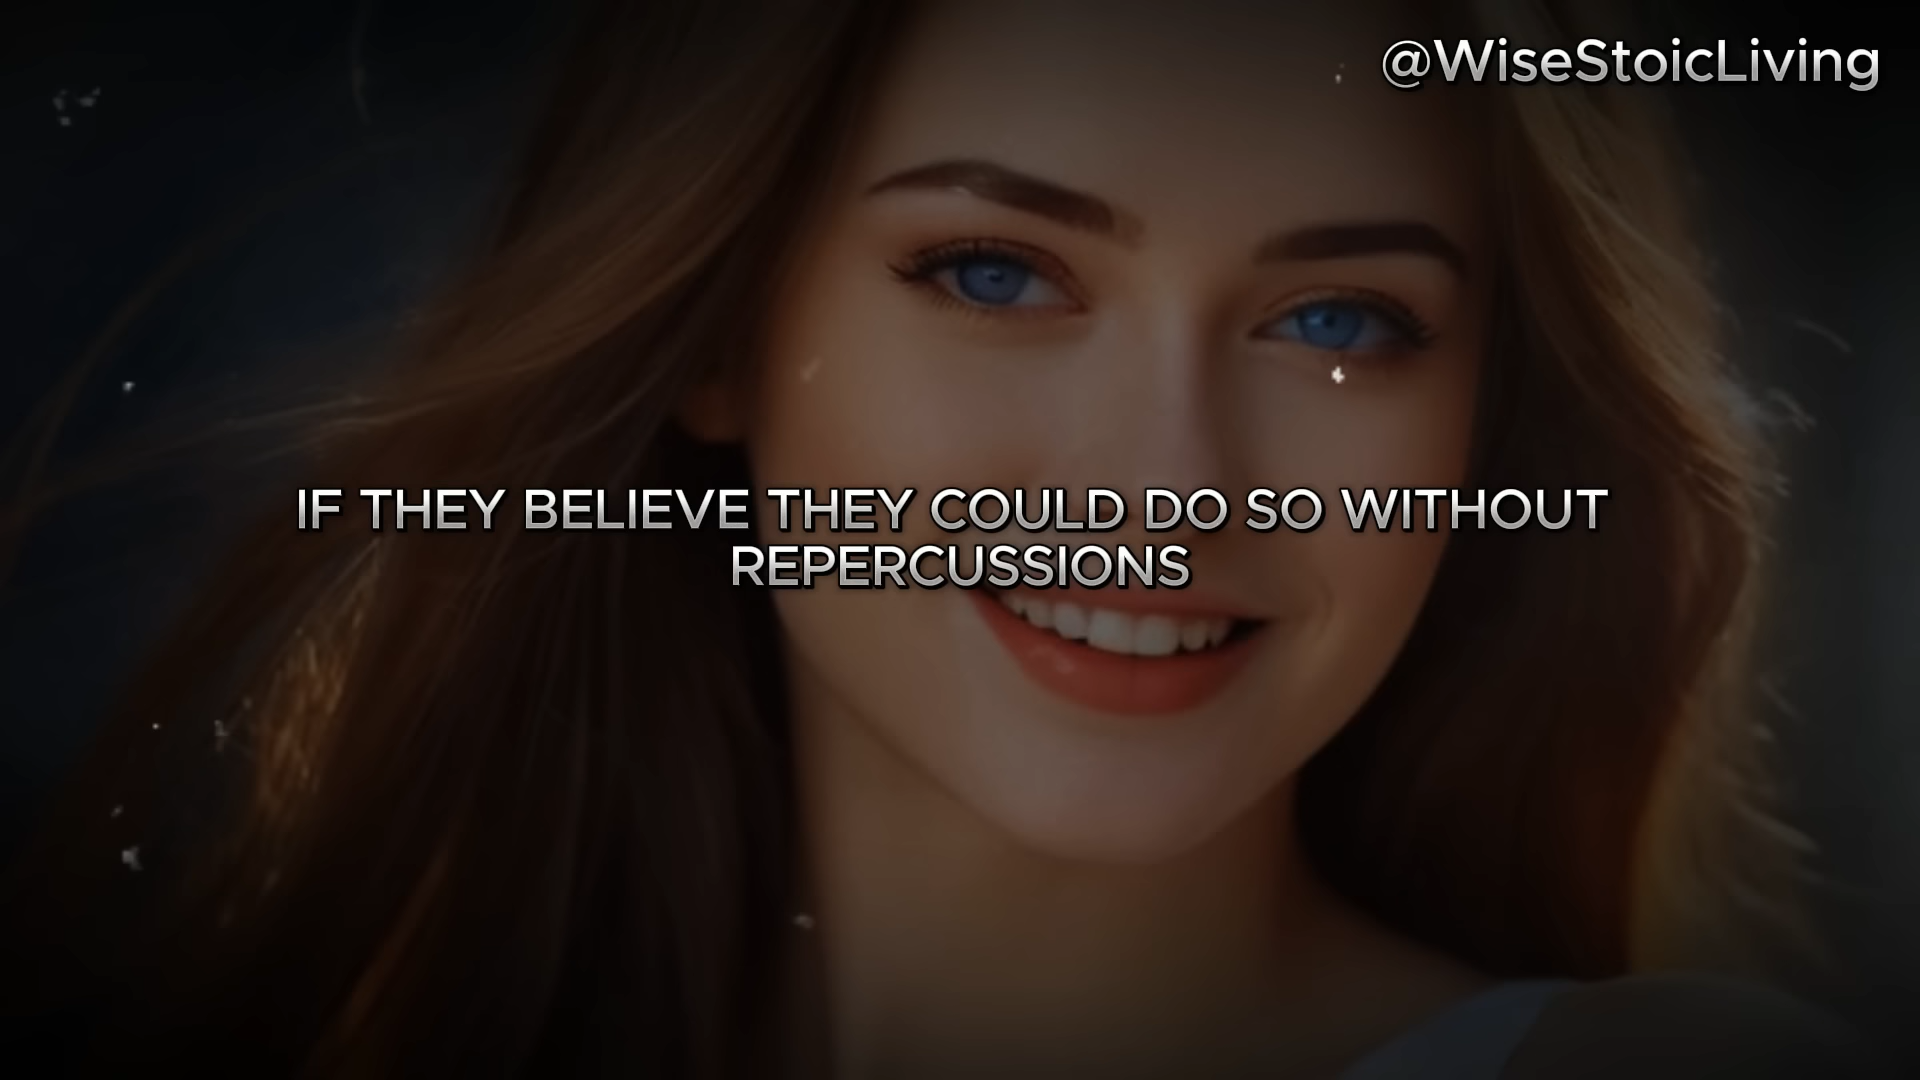 @WiseStoicLiving
IF THEY BELIEVE THEY COULD DO SO WITHOUT
REPERCUSSIONS